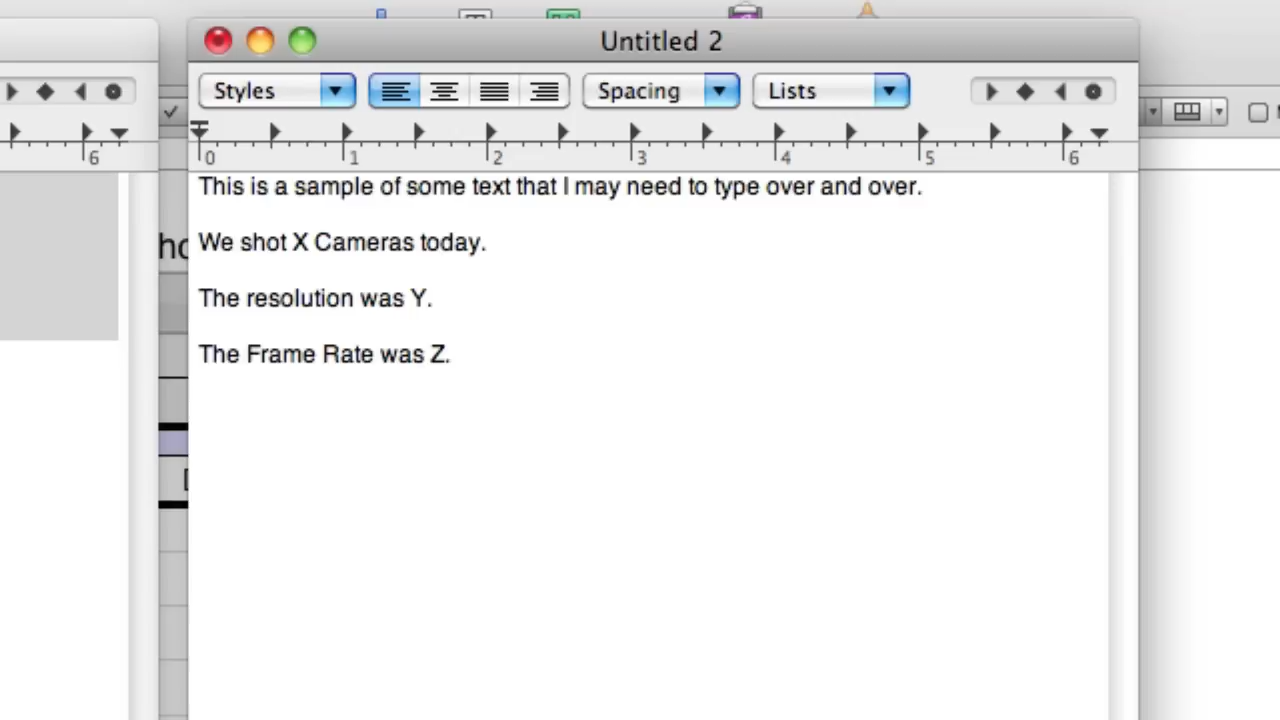 Untitled 2
Styles Spacing Lists
6 0 1 2 3 4 5 6
This is a sample of some text that I may need to type over and over.
We shot X Cameras today.
The resolution was Y.
The Frame Rate was Z.